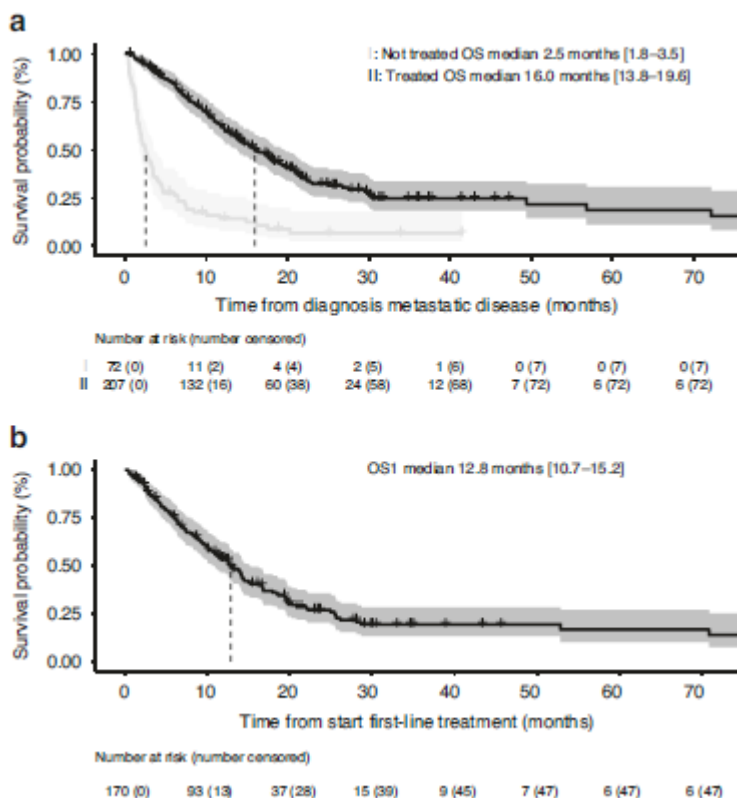 a
I: Not treated OS median 2.5 months [1.8–3.5]
II: Treated OS median 16.0 months [13.8–19.6]
Survival probability (%)
1.00
0.75
0.50
0.25
0.00
0 10 20 30 40 50 60 70
Time from diagnosis metastatic disease (months)
Number at risk (number censored)
I 72 (0) 11 (2) 4 (4) 2 (5) 1 (6) 0 (7) 0 (7) 0 (7)
II 207 (0) 132 (16) 60 (38) 24 (58) 12 (68) 7 (72) 6 (72) 6 (72)
b
OS1 median 12.8 months [10.7–15.2]
Survival probability (%)
1.00
0.75
0.50
0.25
0.00
0 10 20 30 40 50 60 70
Time from start first-line treatment (months)
Number at risk (number censored)
170 (0) 93 (13) 37 (28) 15 (39) 9 (45) 7 (47) 6 (47) 6 (47)